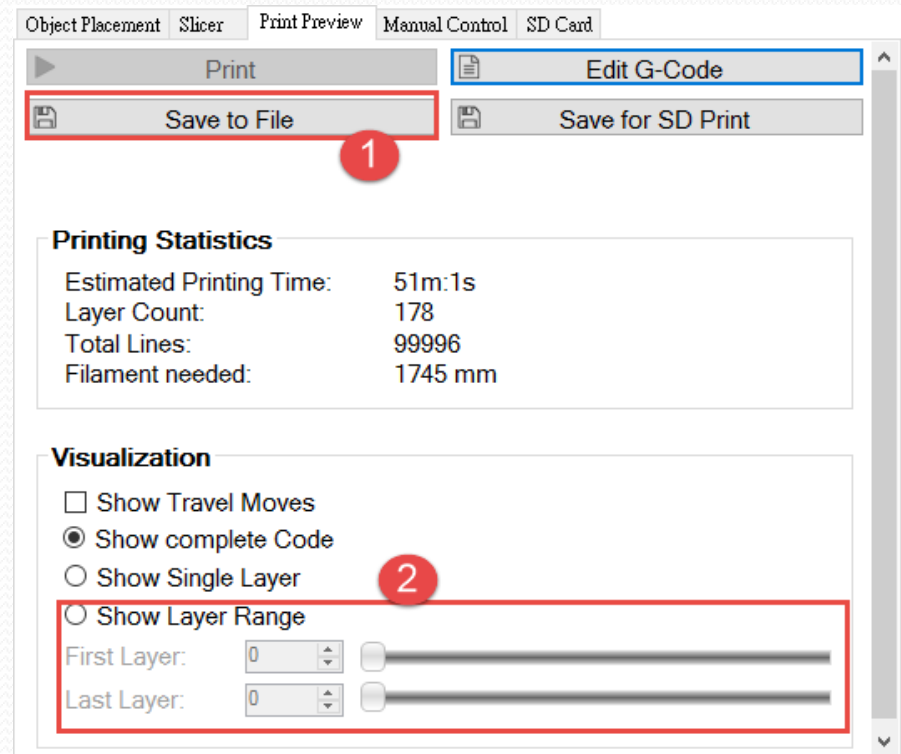 Object Placement Slicer Print Preview Manual Control SD Card
Print Edit G-Code
Save to File Save for SD Print
1
Printing Statistics
Estimated Printing Time: 51m:1s
Layer Count: 178
Total Lines: 99996
Filament needed: 1745 mm
Visualization
Show Travel Moves
Show complete Code
Show Single Layer
2
Show Layer Range
First Layer: 0
Last Layer: 0